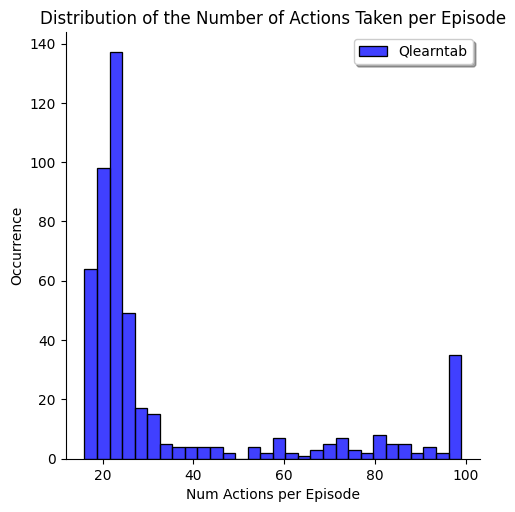 Distribution of the Number of Actions Taken per Episode
Qlearntab
140
120
100
80
60
40
20
0
Occurrence
20 40 60 80 100
Num Actions per Episode